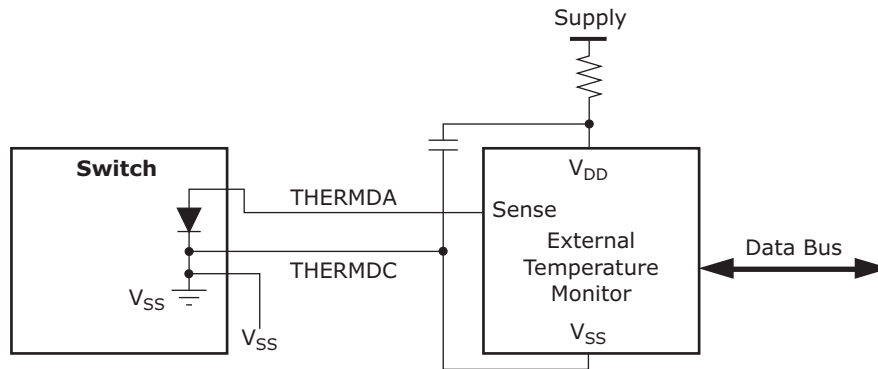 Supply
Switch
V_DD
THERMDA
Sense
External
Temperature
Monitor
Data Bus
THERMDC
V_SS
V_SS
V_SS